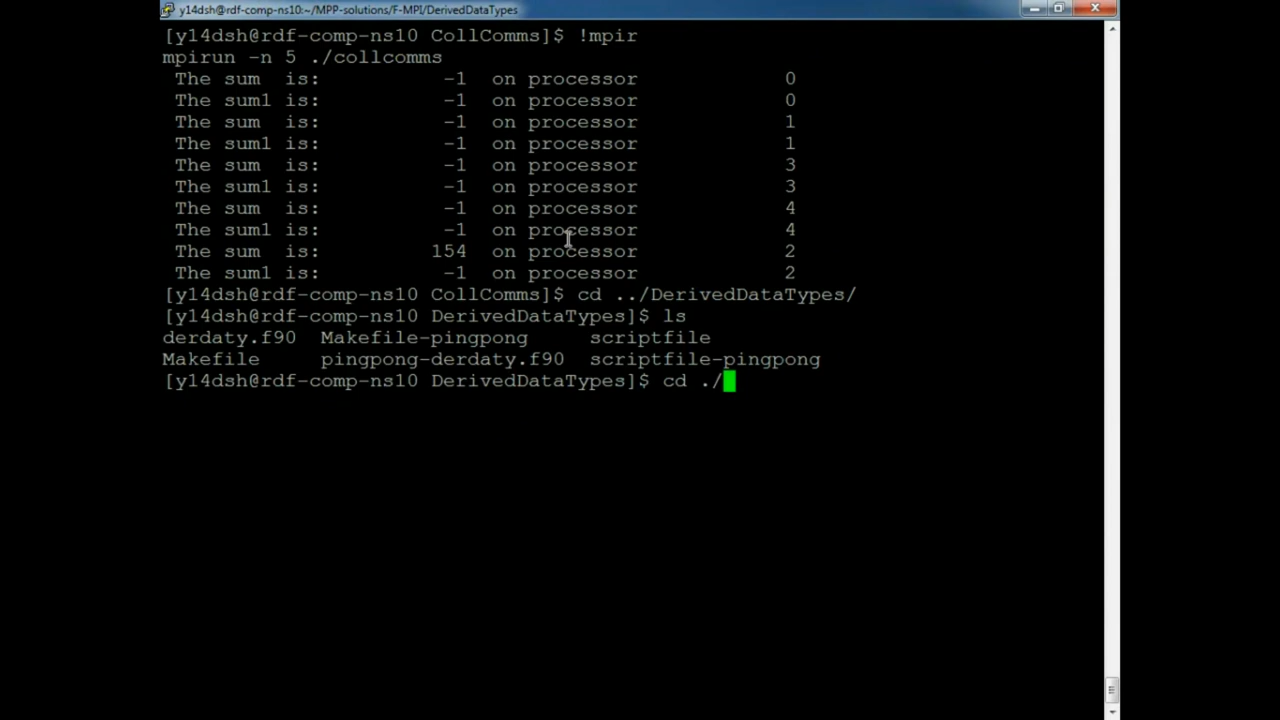 y14dsh@rdf-comp-ns10:~/MPP-solutions/F-MPI/DerivedDataTypes
[y14dsh@rdf-comp-ns10 CollComms]$ !mpir
mpirun -n 5 ./collcomms
The sum  is:            -1  on processor            0
The sum1 is:            -1  on processor            0
The sum  is:            -1  on processor            1
The sum1 is:            -1  on processor            1
The sum  is:            -1  on processor            3
The sum1 is:            -1  on processor            3
The sum  is:            -1  on processor            4
The sum1 is:            -1  on processor            4
The sum  is:           154  on processor            2
The sum1 is:            -1  on processor            2
[y14dsh@rdf-comp-ns10 CollComms]$ cd ../DerivedDataTypes/
[y14dsh@rdf-comp-ns10 DerivedDataTypes]$ ls
derdaty.f90  Makefile-pingpong     scriptfile
Makefile     pingpong-derdaty.f90  scriptfile-pingpong
[y14dsh@rdf-comp-ns10 DerivedDataTypes]$ cd ./